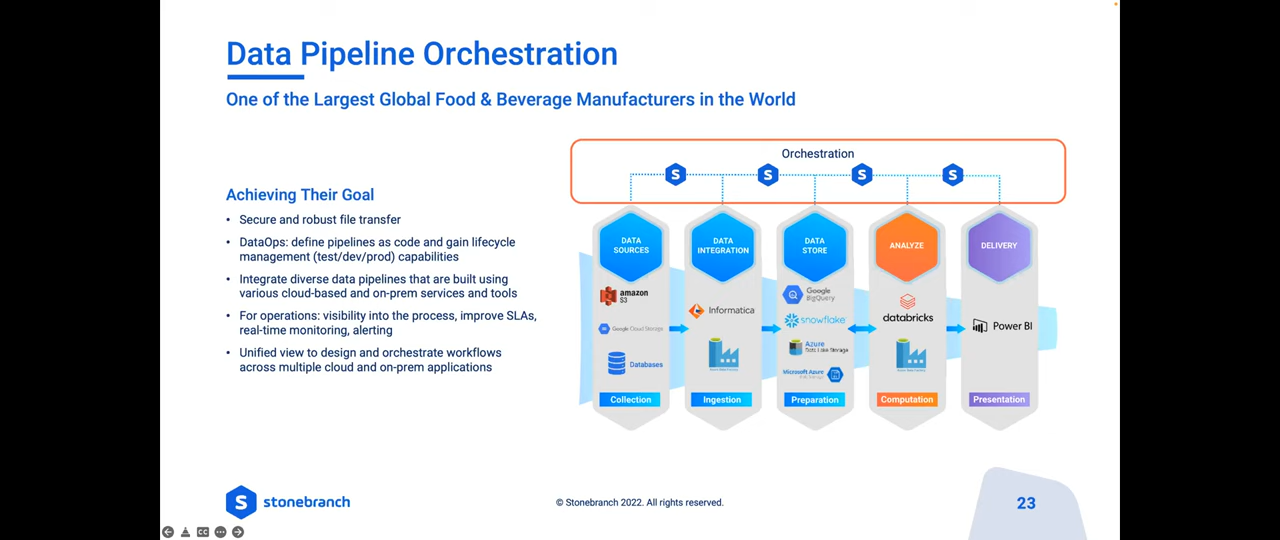 Data Pipeline Orchestration
One of the Largest Global Food & Beverage Manufacturers in the World
Achieving Their Goal
• Secure and robust file transfer
• DataOps: define pipelines as code and gain lifecycle
management (test/dev/prod) capabilities
• Integrate diverse data pipelines that are built using
various cloud-based and on-prem services and tools
• For operations: visibility into the process, improve SLAs,
real-time monitoring, alerting
• Unified view to design and orchestrate workflows
across multiple cloud and on-prem applications
Orchestration
S
S
S
S
DATA
SOURCES
amazon
S3
Google Cloud Storage
Databases
Collection
DATA
INTEGRATION
Informatica
Ingestion
DATA
STORE
Google
BigQuery
snowflake
Azure
Data Lake Storage
Microsoft Azure
Preparation
ANALYZE
databricks
Computation
DELIVERY
Power BI
Presentation
S stonebranch
© Stonebranch 2022. All rights reserved.
23
CC